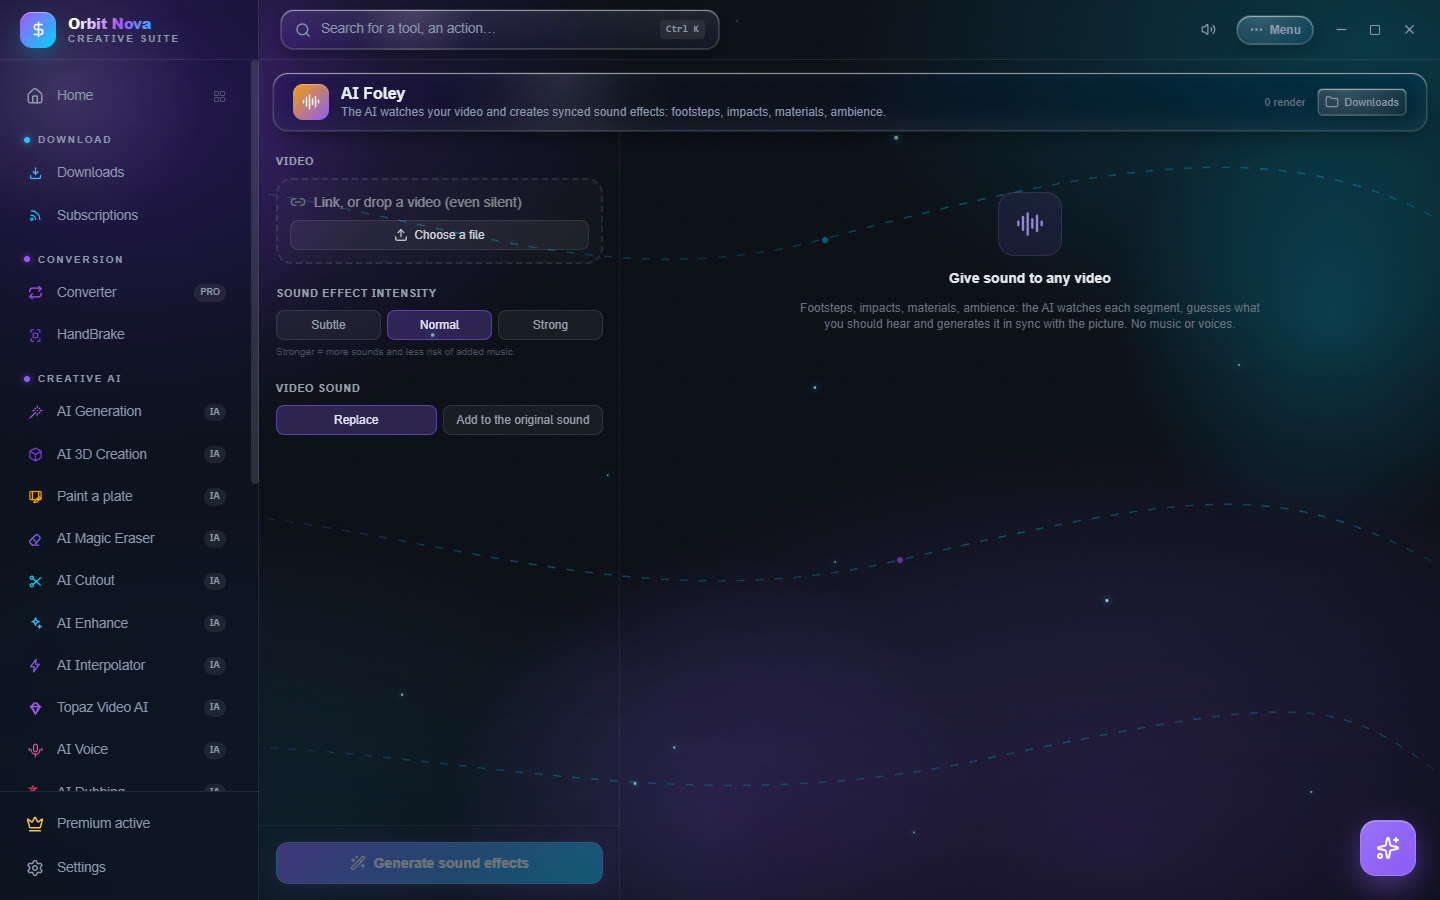 Orbit Nova
CREATIVE SUITE
Search for a tool, an action...
Ctrl K
Menu
Home
DOWNLOAD
Downloads
Subscriptions
CONVERSION
Converter
PRO
HandBrake
CREATIVE AI
AI Generation
IA
AI 3D Creation
IA
Paint a plate
IA
AI Magic Eraser
IA
AI Cutout
IA
AI Enhance
IA
AI Interpolator
IA
Topaz Video AI
IA
AI Voice
IA
AI Dubbing
IA
Premium active
Settings
AI Foley
The AI watches your video and creates synced sound effects: footsteps, impacts, materials, ambience.
0 render
Downloads
VIDEO
Link, or drop a video (even silent)
Choose a file
SOUND EFFECT INTENSITY
Subtle
Normal
Strong
Stronger = more sounds and less risk of added music.
VIDEO SOUND
Replace
Add to the original sound
Generate sound effects
Give sound to any video
Footsteps, impacts, materials, ambience: the AI watches each segment, guesses what
you should hear and generates it in sync with the picture. No music or voices.